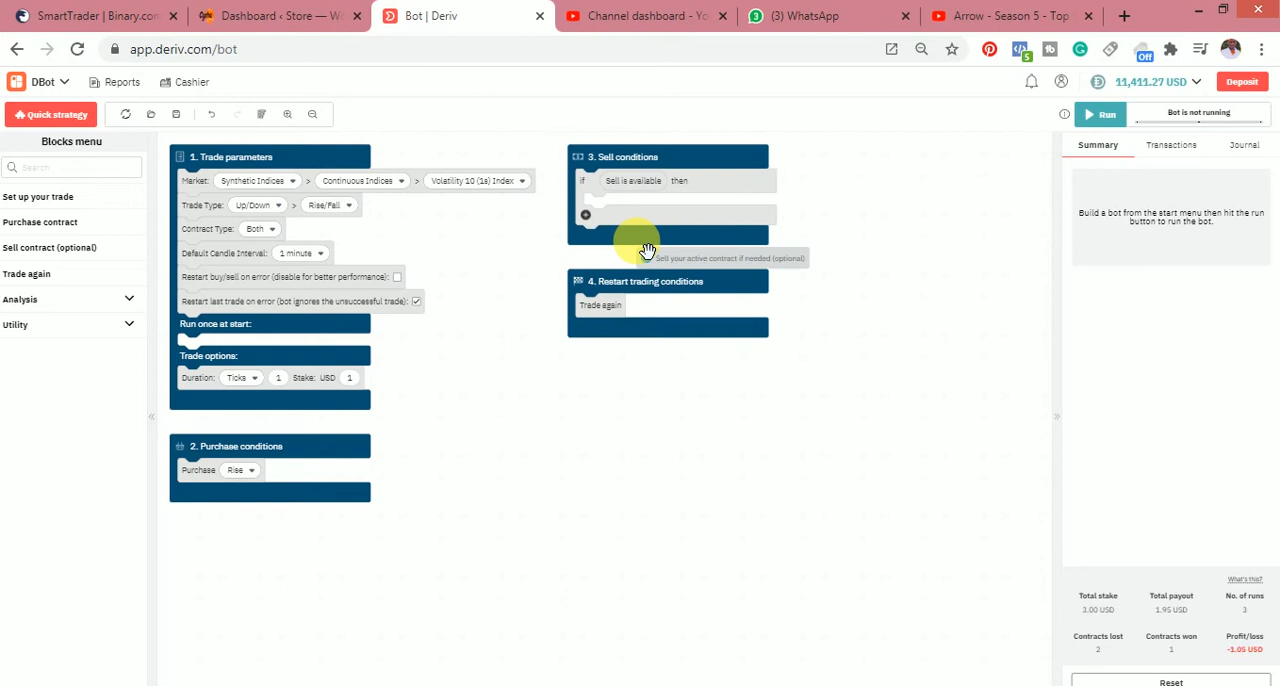 SmartTrader | Binary.con
Dashboard ‹ Store — W
Bot | Deriv
Channel dashboard - Yo
(3) WhatsApp
Arrow - Season 5 - Top
app.deriv.com/bot
5
tb
Off
DBot
Reports
Cashier
11,411.27 USD
Deposit
Quick strategy
Run
Bot is not running
Blocks menu
Search
Set up your trade
Purchase contract
Sell contract (optional)
Trade again
Analysis
Utility
1. Trade parameters
Market: Synthetic Indices > Continuous Indices > Volatility 10 (1s) Index
Trade Type: Up/Down > Rise/Fall
Contract Type: Both
Default Candle Interval: 1 minute
Restart buy/sell on error (disable for better performance):
Restart last trade on error (bot ignores the unsuccessful trade):
Run once at start:
Trade options:
Duration: Ticks 1 Stake: USD 1
2. Purchase conditions
Purchase Rise
3. Sell conditions
if Sell is available then
Sell your active contract if needed (optional)
4. Restart trading conditions
Trade again
Summary Transactions Journal
Build a bot from the start menu then hit the run
button to run the bot.
What's this?
Total stake Total payout No. of runs
3.00 USD 1.95 USD 3
Contracts lost Contracts won Profit/loss
2 1 -1.05 USD
Reset